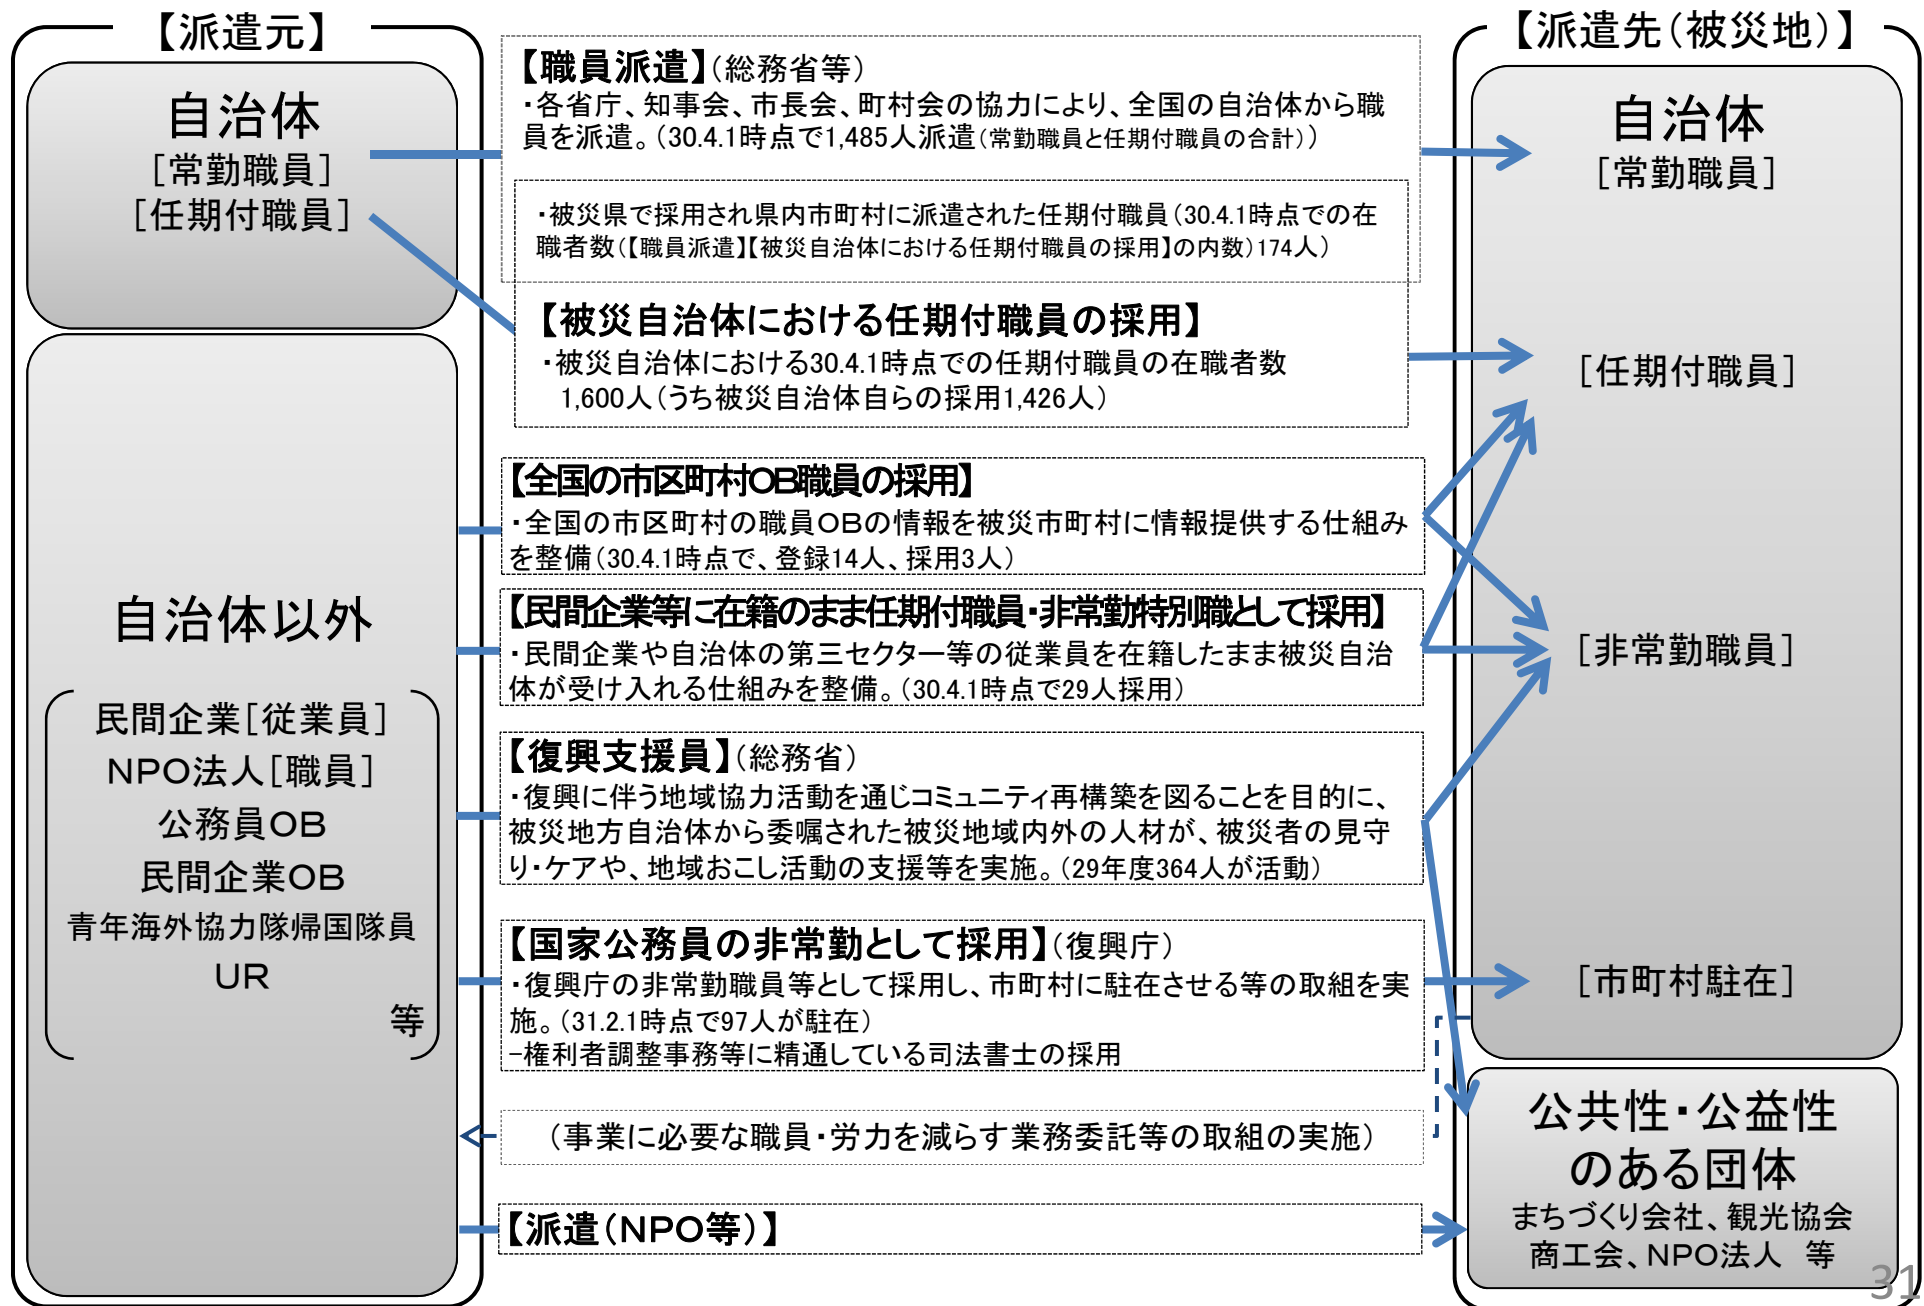 【派遣元】
自治体
［常勤職員］
［任期付職員］
自治体以外
民間企業［従業員］
NPO法人［職員］
公務員OB
民間企業OB
青年海外協力隊帰国隊員
UR
等
【職員派遣】（総務省等）
・各省庁、知事会、市長会、町村会の協力により、全国の自治体から職
員を派遣。（30.4.1時点で1,485人派遣（常勤職員と任期付職員の合計））
・被災県で採用され県内市町村に派遣された任期付職員（30.4.1時点での在
職者数（【職員派遣】【被災自治体における任期付職員の採用】の内数）174人）
【被災自治体における任期付職員の採用】
・被災自治体における30.4.1時点での任期付職員の在職者数
1,600人（うち被災自治体自らの採用1,426人）
【全国の市区町村OB職員の採用】
・全国の市区町村の職員OBの情報を被災市町村に情報提供する仕組み
を整備（30.4.1時点で、登録14人、採用3人）
【民間企業等に在籍のまま任期付職員・非常勤特別職として採用】
・民間企業や自治体の第三セクター等の従業員を在籍したまま被災自治
体が受け入れる仕組みを整備。（30.4.1時点で29人採用）
【復興支援員】（総務省）
・復興に伴う地域協力活動を通じコミュニティ再構築を図ることを目的に、
被災地方自治体から委嘱された被災地域内外の人材が、被災者の見守
り・ケアや、地域おこし活動の支援等を実施。（29年度364人が活動）
【国家公務員の非常勤として採用】（復興庁）
・復興庁の非常勤職員等として採用し、市町村に駐在させる等の取組を実
施。（31.2.1時点で97人が駐在）
-権利者調整事務等に精通している司法書士の採用
（事業に必要な職員・労力を減らす業務委託等の取組の実施）
【派遣（NPO等）】
【派遣先（被災地）】
自治体
［常勤職員］
［任期付職員］
［非常勤職員］
［市町村駐在］
公共性・公益性
のある団体
まちづくり会社、観光協会
商工会、NPO法人　等
31